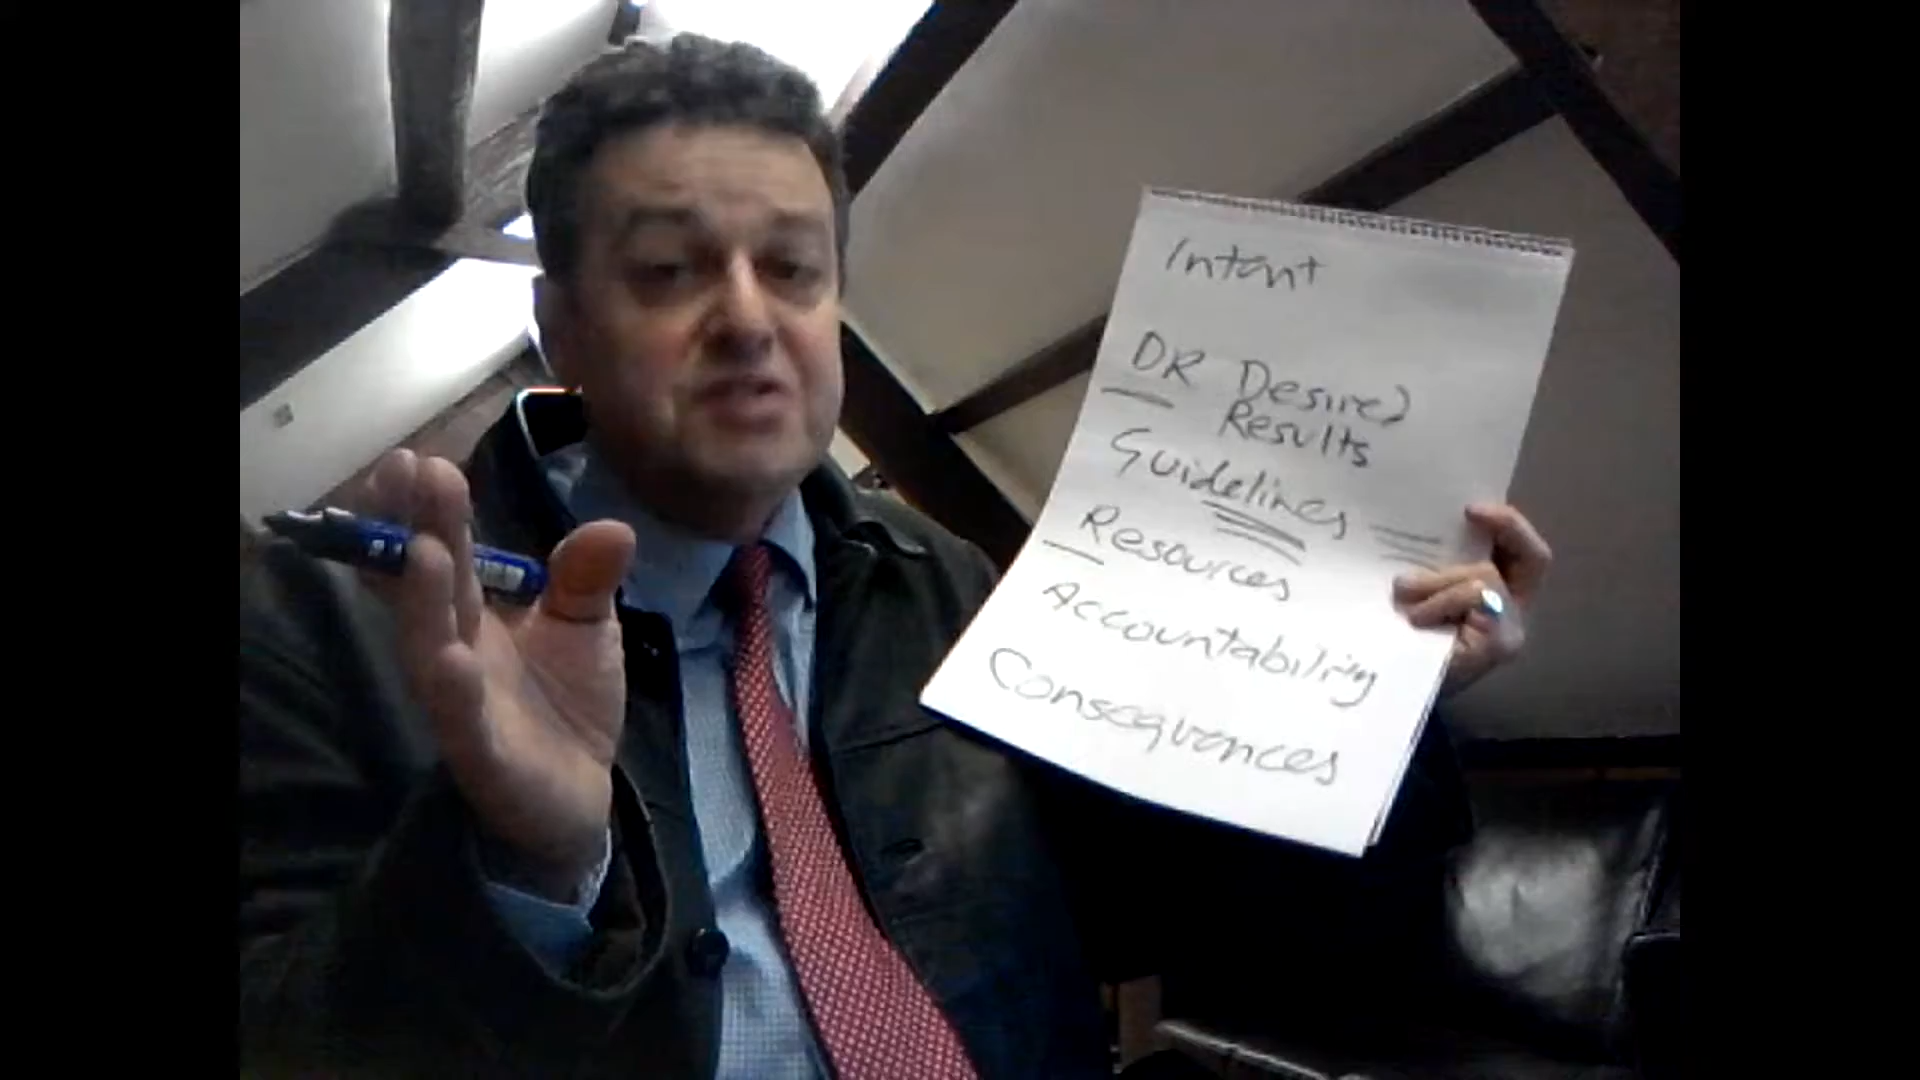 Intent
DR Desired
Results
Guidelines
Resources
Accountability
Consequences